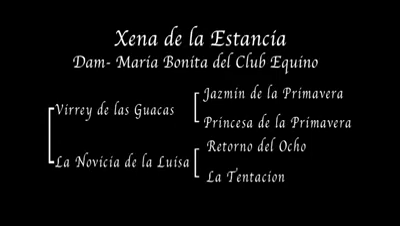 Xena de la Estancia
Dam- Maria Bonita del Club Equino
Jazmin de la Primavera
Virrey de las Guacas
Princesa de la Primavera
Retorno del Ocho
La Novicia de la Luisa
La Tentacion